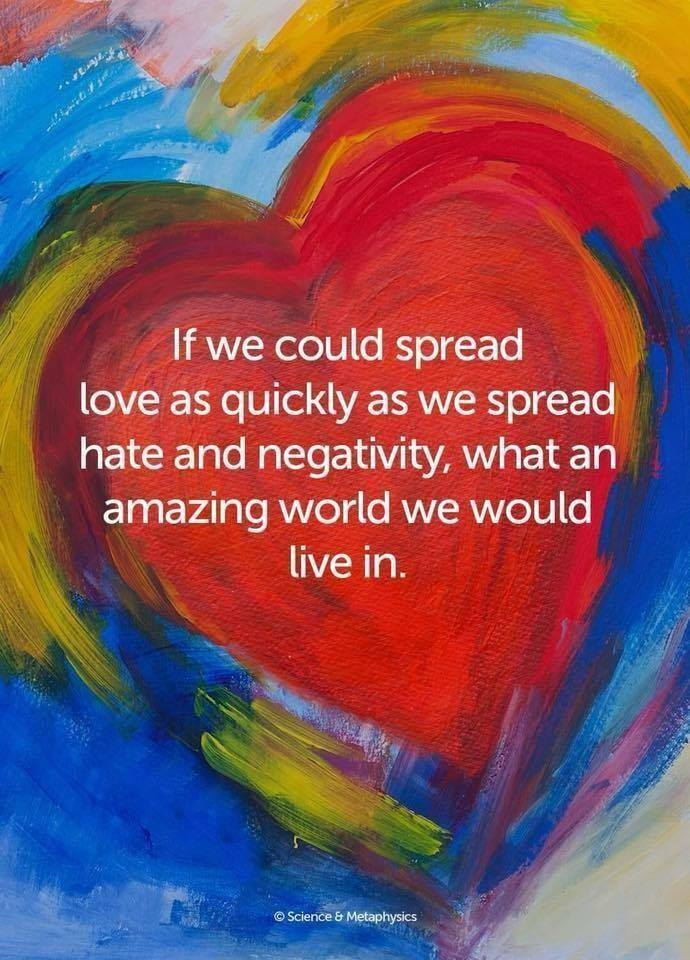 If we could spread
love as quickly as we spread
hate and negativity, what an
amazing world we would
live in.
© Science & Metaphysics